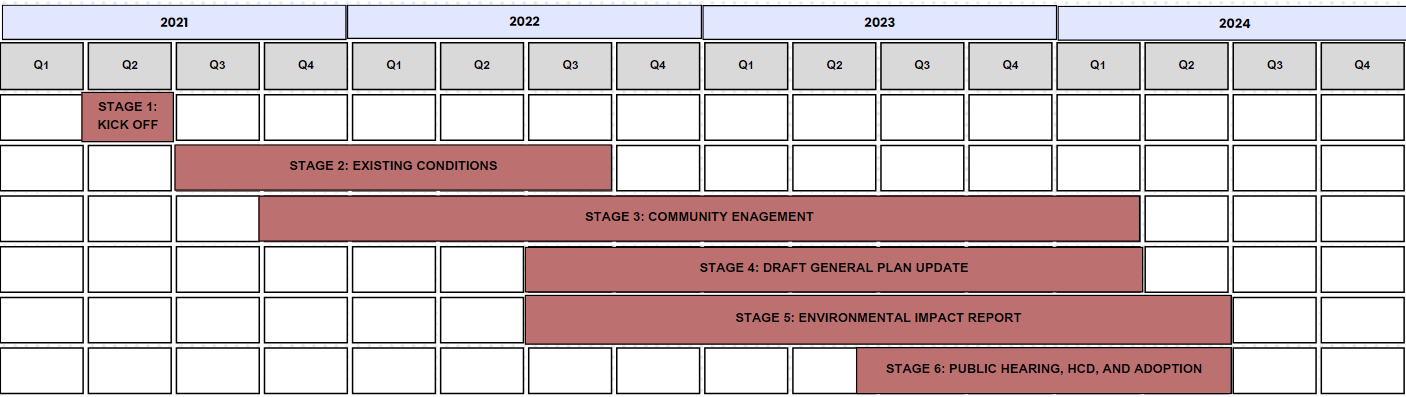 2021 2022 2023 2024
Q1 Q2 Q3 Q4 Q1 Q2 Q3 Q4 Q1 Q2 Q3 Q4 Q1 Q2 Q3 Q4
STAGE 1:
KICK OFF
STAGE 2: EXISTING CONDITIONS
STAGE 3: COMMUNITY ENAGEMENT
STAGE 4: DRAFT GENERAL PLAN UPDATE
STAGE 5: ENVIRONMENTAL IMPACT REPORT
STAGE 6: PUBLIC HEARING, HCD, AND ADOPTION